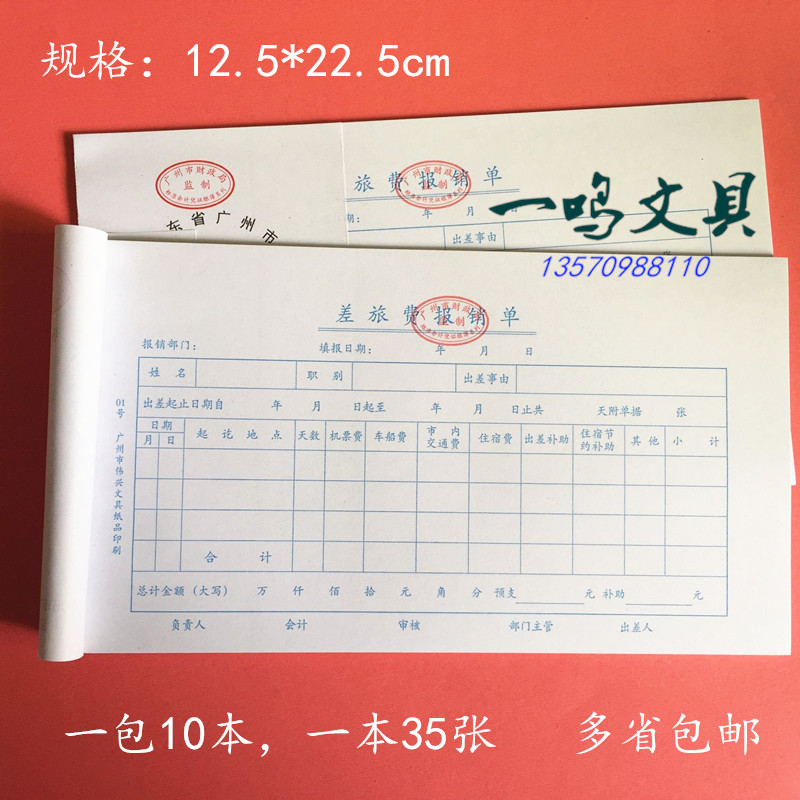 规格：12.5*22.5cm
广州市财政局
监制
东省广州市
旅费报销单
年 月 日
出差事由
一鸣文具
13570988110
差旅费报销单
广州市财政局
监制
报销部门： 填报日期： 年 月 日
姓名 职别 出差事由
出差起止日期自 年 月 日起至 年 月 日止共 天附单据 张
日期 起讫地点 天数 机票费 车船费 市内交通费 住宿费 出差补助 住宿节约补助 其他 小计
月 日
合计
总计金额（大写） 万 仟 佰 拾 元 角 分 预支 元 补助 元
负责人 会计 审核 部门主管 出差人
01号 广州市伟兴文具纸品印刷
一包10本，一本35张 多省包邮